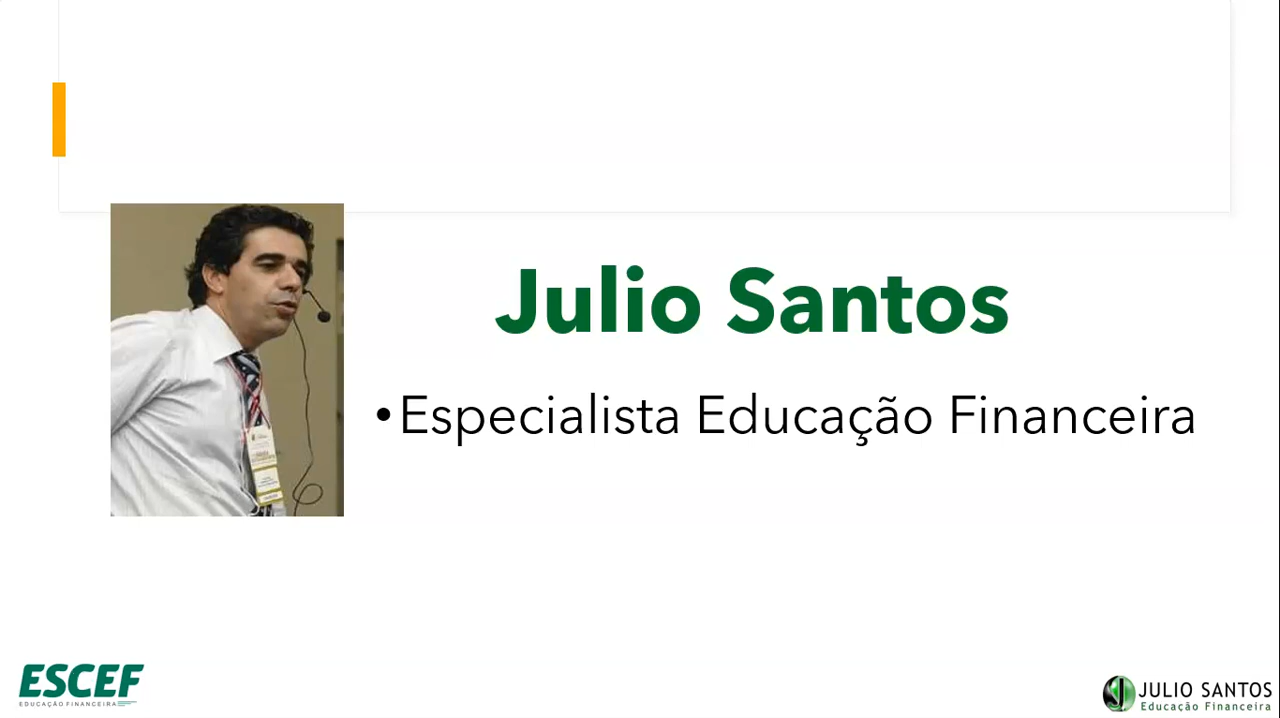 Julio Santos
•Especialista Educação Financeira
ESCEF
EDUCAÇÃO FINANCEIRA
JULIO SANTOS
Educação Financeira